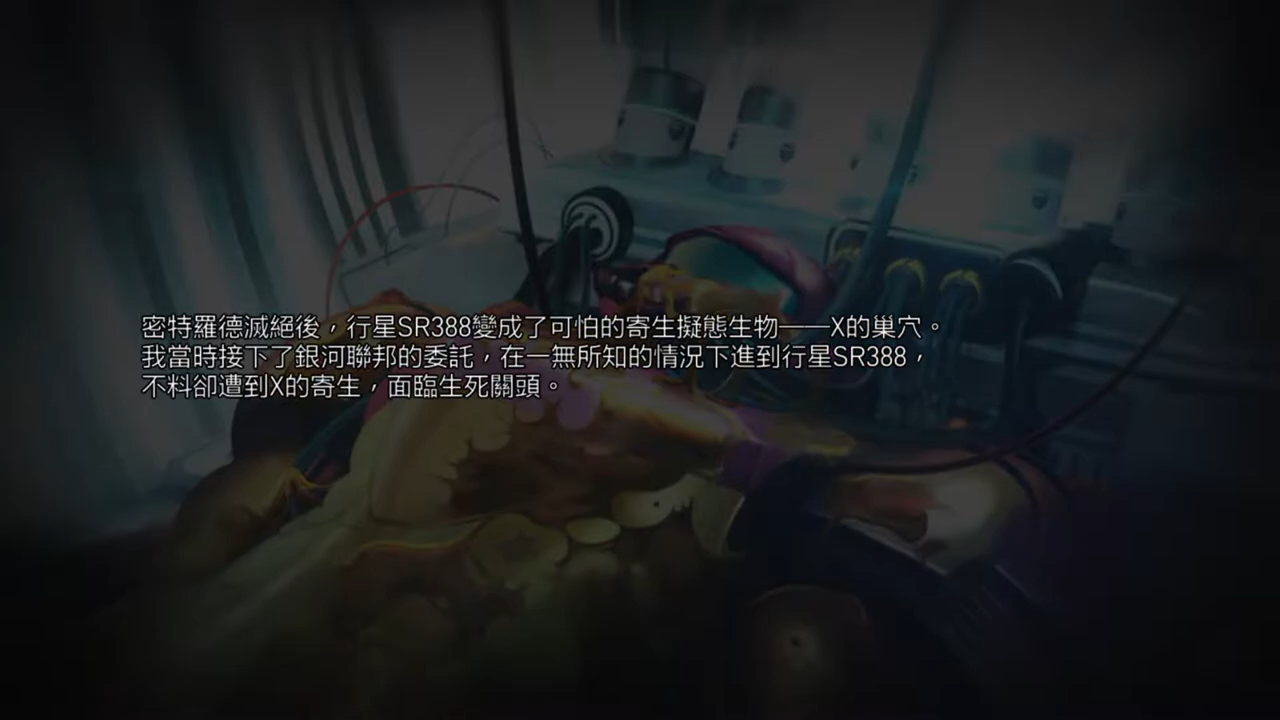 密特羅德滅絕後，行星SR388變成了可怕的寄生擬態生物──X的巢穴。
我當時接下了銀河聯邦的委託，在一無所知的情況下進到行星SR388，
不料卻遭到X的寄生，面臨生死關頭。